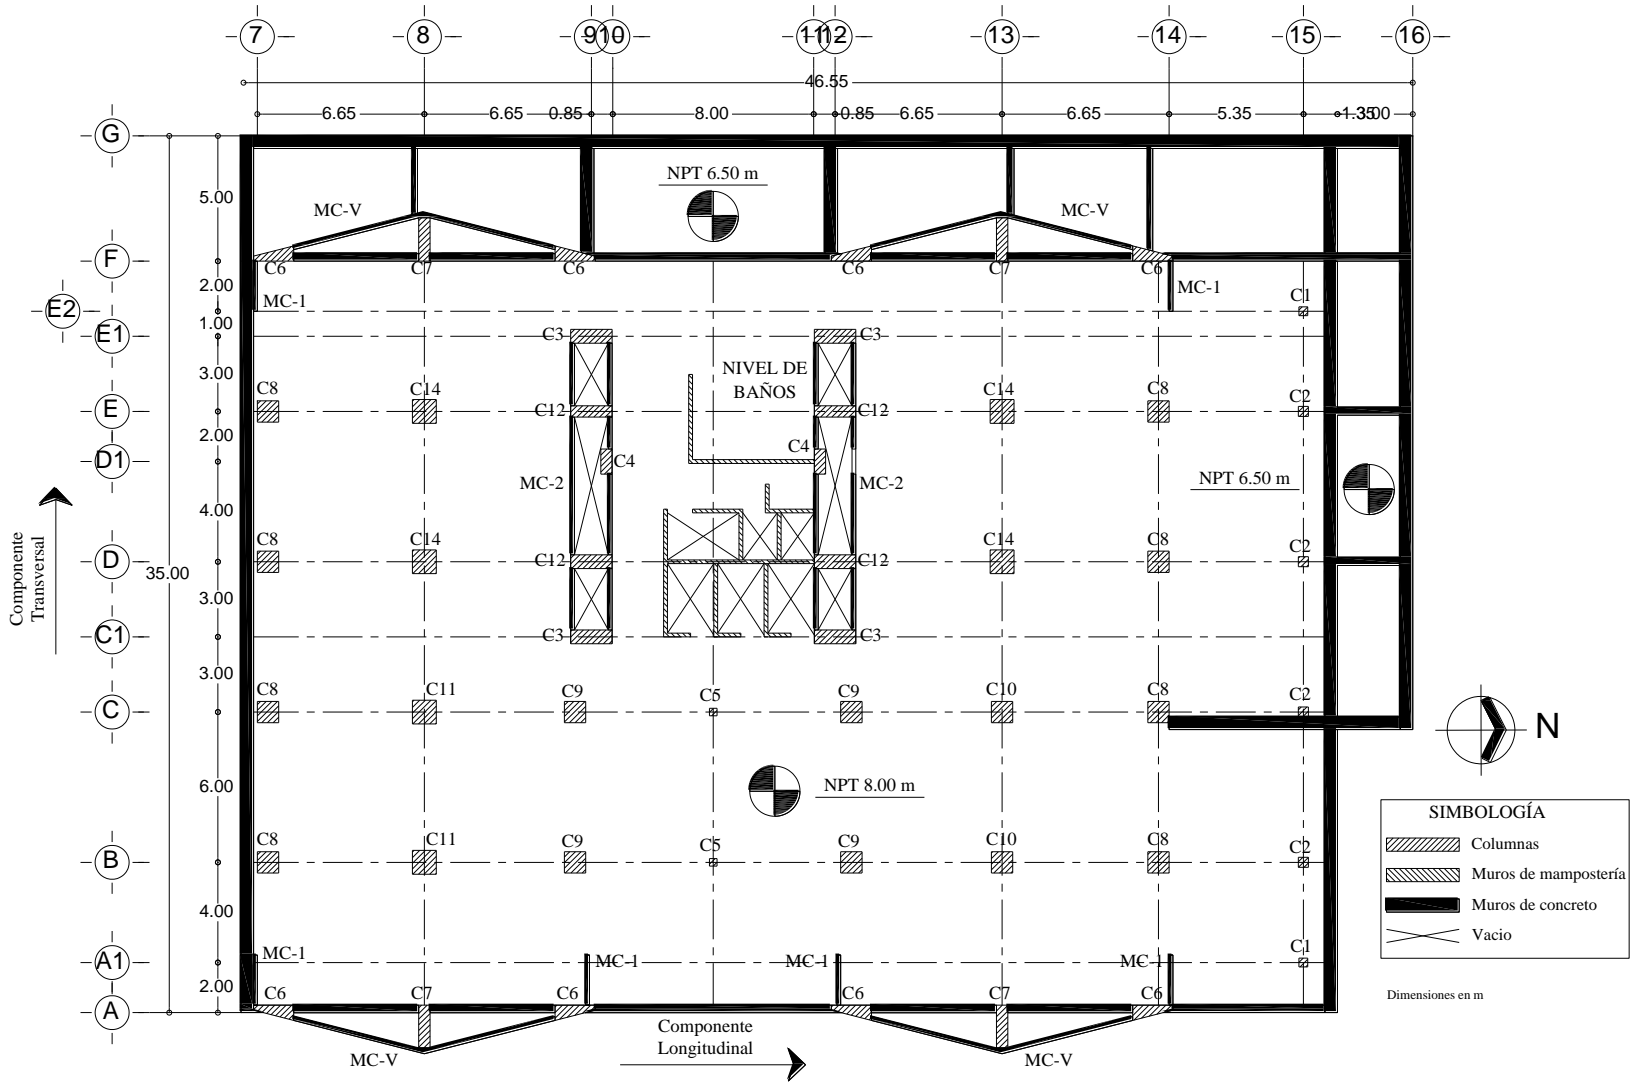 7 8 9 10 11 12 13 14 15 16
46.55
6.65 6.65 0.85 8.00 0.85 6.65 6.65 5.35 1.35 3.00
G
5.00
NPT 6.50 m
MC-V MC-V
F
C6 C7 C6 C6 C7 C6
2.00
MC-1 MC-1
E2
C1
1.00
E1
C3 C3
3.00
NIVEL DE
BAÑOS
C8 C14 C14 C8 C2
E
C12 C12
2.00
C4
D1
C4
MC-2 MC-2
NPT 6.50 m
4.00
Componente
Transversal
C8 C14 C14 C8 C2
D
C12 C12
35.00
3.00
C1
C3 C3
3.00
C8 C11 C9 C5 C9 C10 C8 C2
C
N
6.00
NPT 8.00 m
SIMBOLOGÍA
Columnas
Muros de mampostería
Muros de concreto
Vacio
C8 C11 C9 C5 C9 C10 C8 C2
B
4.00
MC-1 MC-1 MC-1 MC-1
C1
A1
2.00
C6 C7 C6 C6 C7 C6
A
Dimensiones en m
Componente
Longitudinal
MC-V MC-V